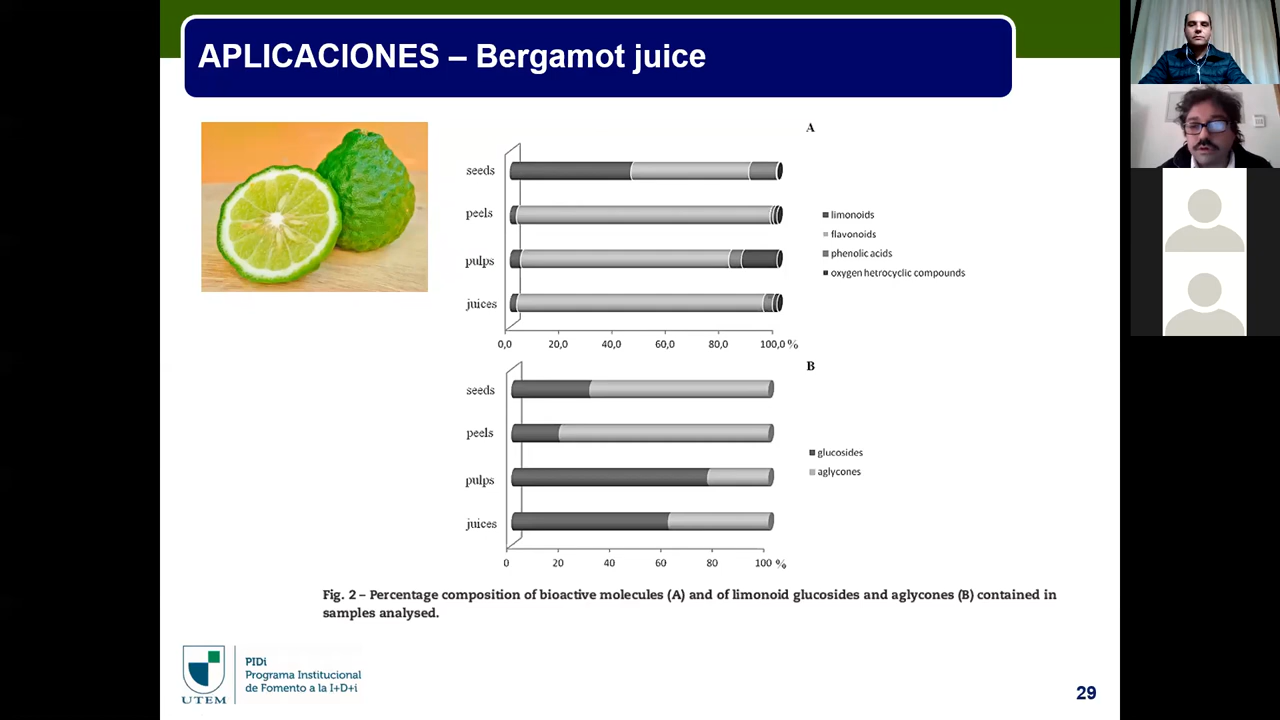 APLICACIONES – Bergamot juice
A
seeds
peels
pulps
juices
0,0 20,0 40,0 60,0 80,0 100,0 %
limonoids
flavonoids
phenolic acids
oxygen hetrocyclic compounds
B
seeds
peels
pulps
juices
0 20 40 60 80 100 %
glucosides
aglycones
Fig. 2 – Percentage composition of bioactive molecules (A) and of limonoid glucosides and aglycones (B) contained in
samples analysed.
UTEM
PIDi
Programa Institucional
de Fomento a la I+D+i
29